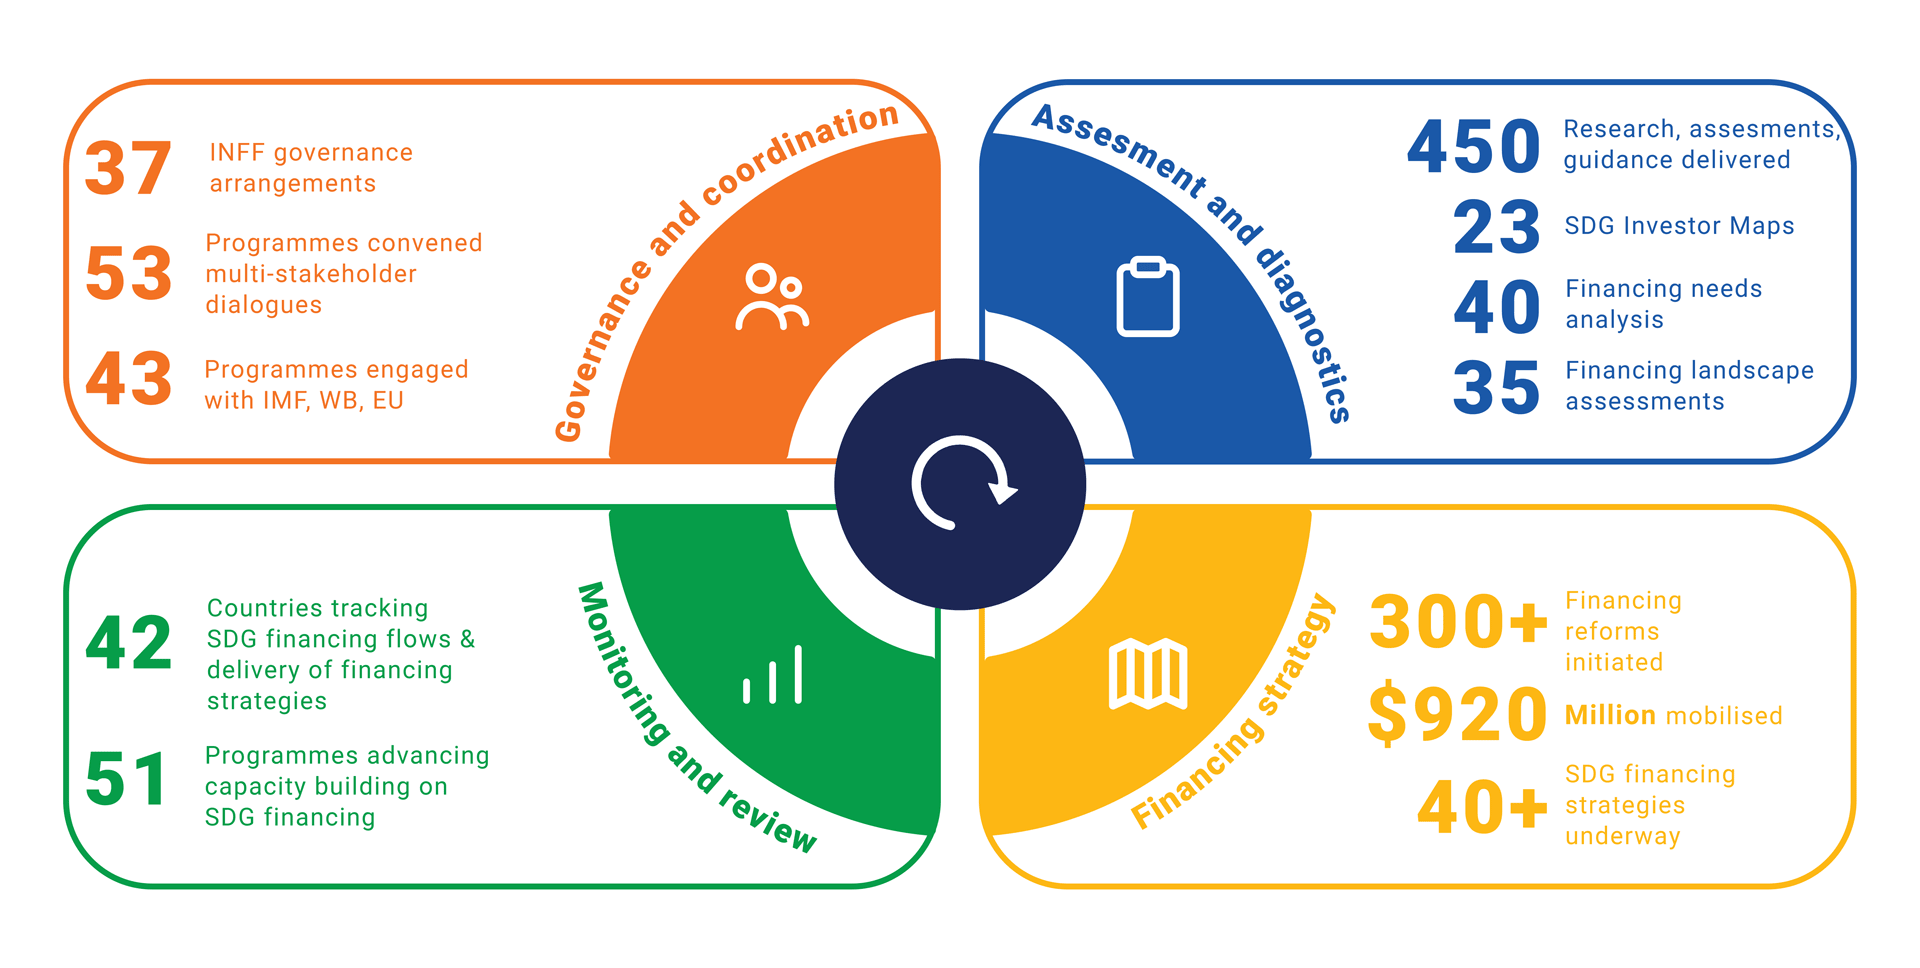 Governance and coordination
37
INFF governance
arrangements
53
Programmes convened
multi-stakeholder
dialogues
43
Programmes engaged
with IMF, WB, EU
Assesment and diagnostics
450
Research, assesments,
guidance delivered
23
SDG Investor Maps
40
Financing needs
analysis
35
Financing landscape
assessments
Monitoring and review
42
Countries tracking
SDG financing flows &
delivery of financing
strategies
51
Programmes advancing
capacity building on
SDG financing
Financing strategy
300+
Financing
reforms
initiated
$920
Million mobilised
40+
SDG financing
strategies
underway